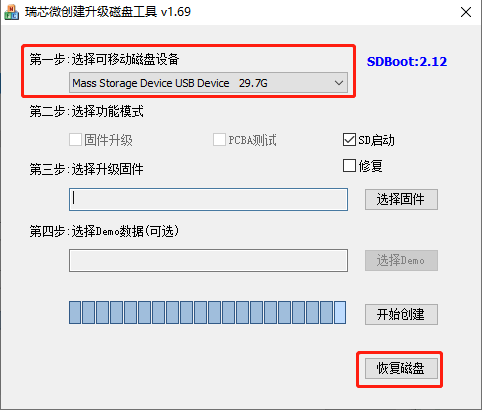 瑞芯微创建升级磁盘工具 v1.69
第一步:选择可移动磁盘设备
SDBoot:2.12
Mass Storage Device USB Device 29.7G
第二步:选择功能模式
固件升级 PCBA测试 SD启动
修复
第三步:选择升级固件
选择固件
第四步:选择Demo数据(可选)
选择Demo
开始创建
恢复磁盘